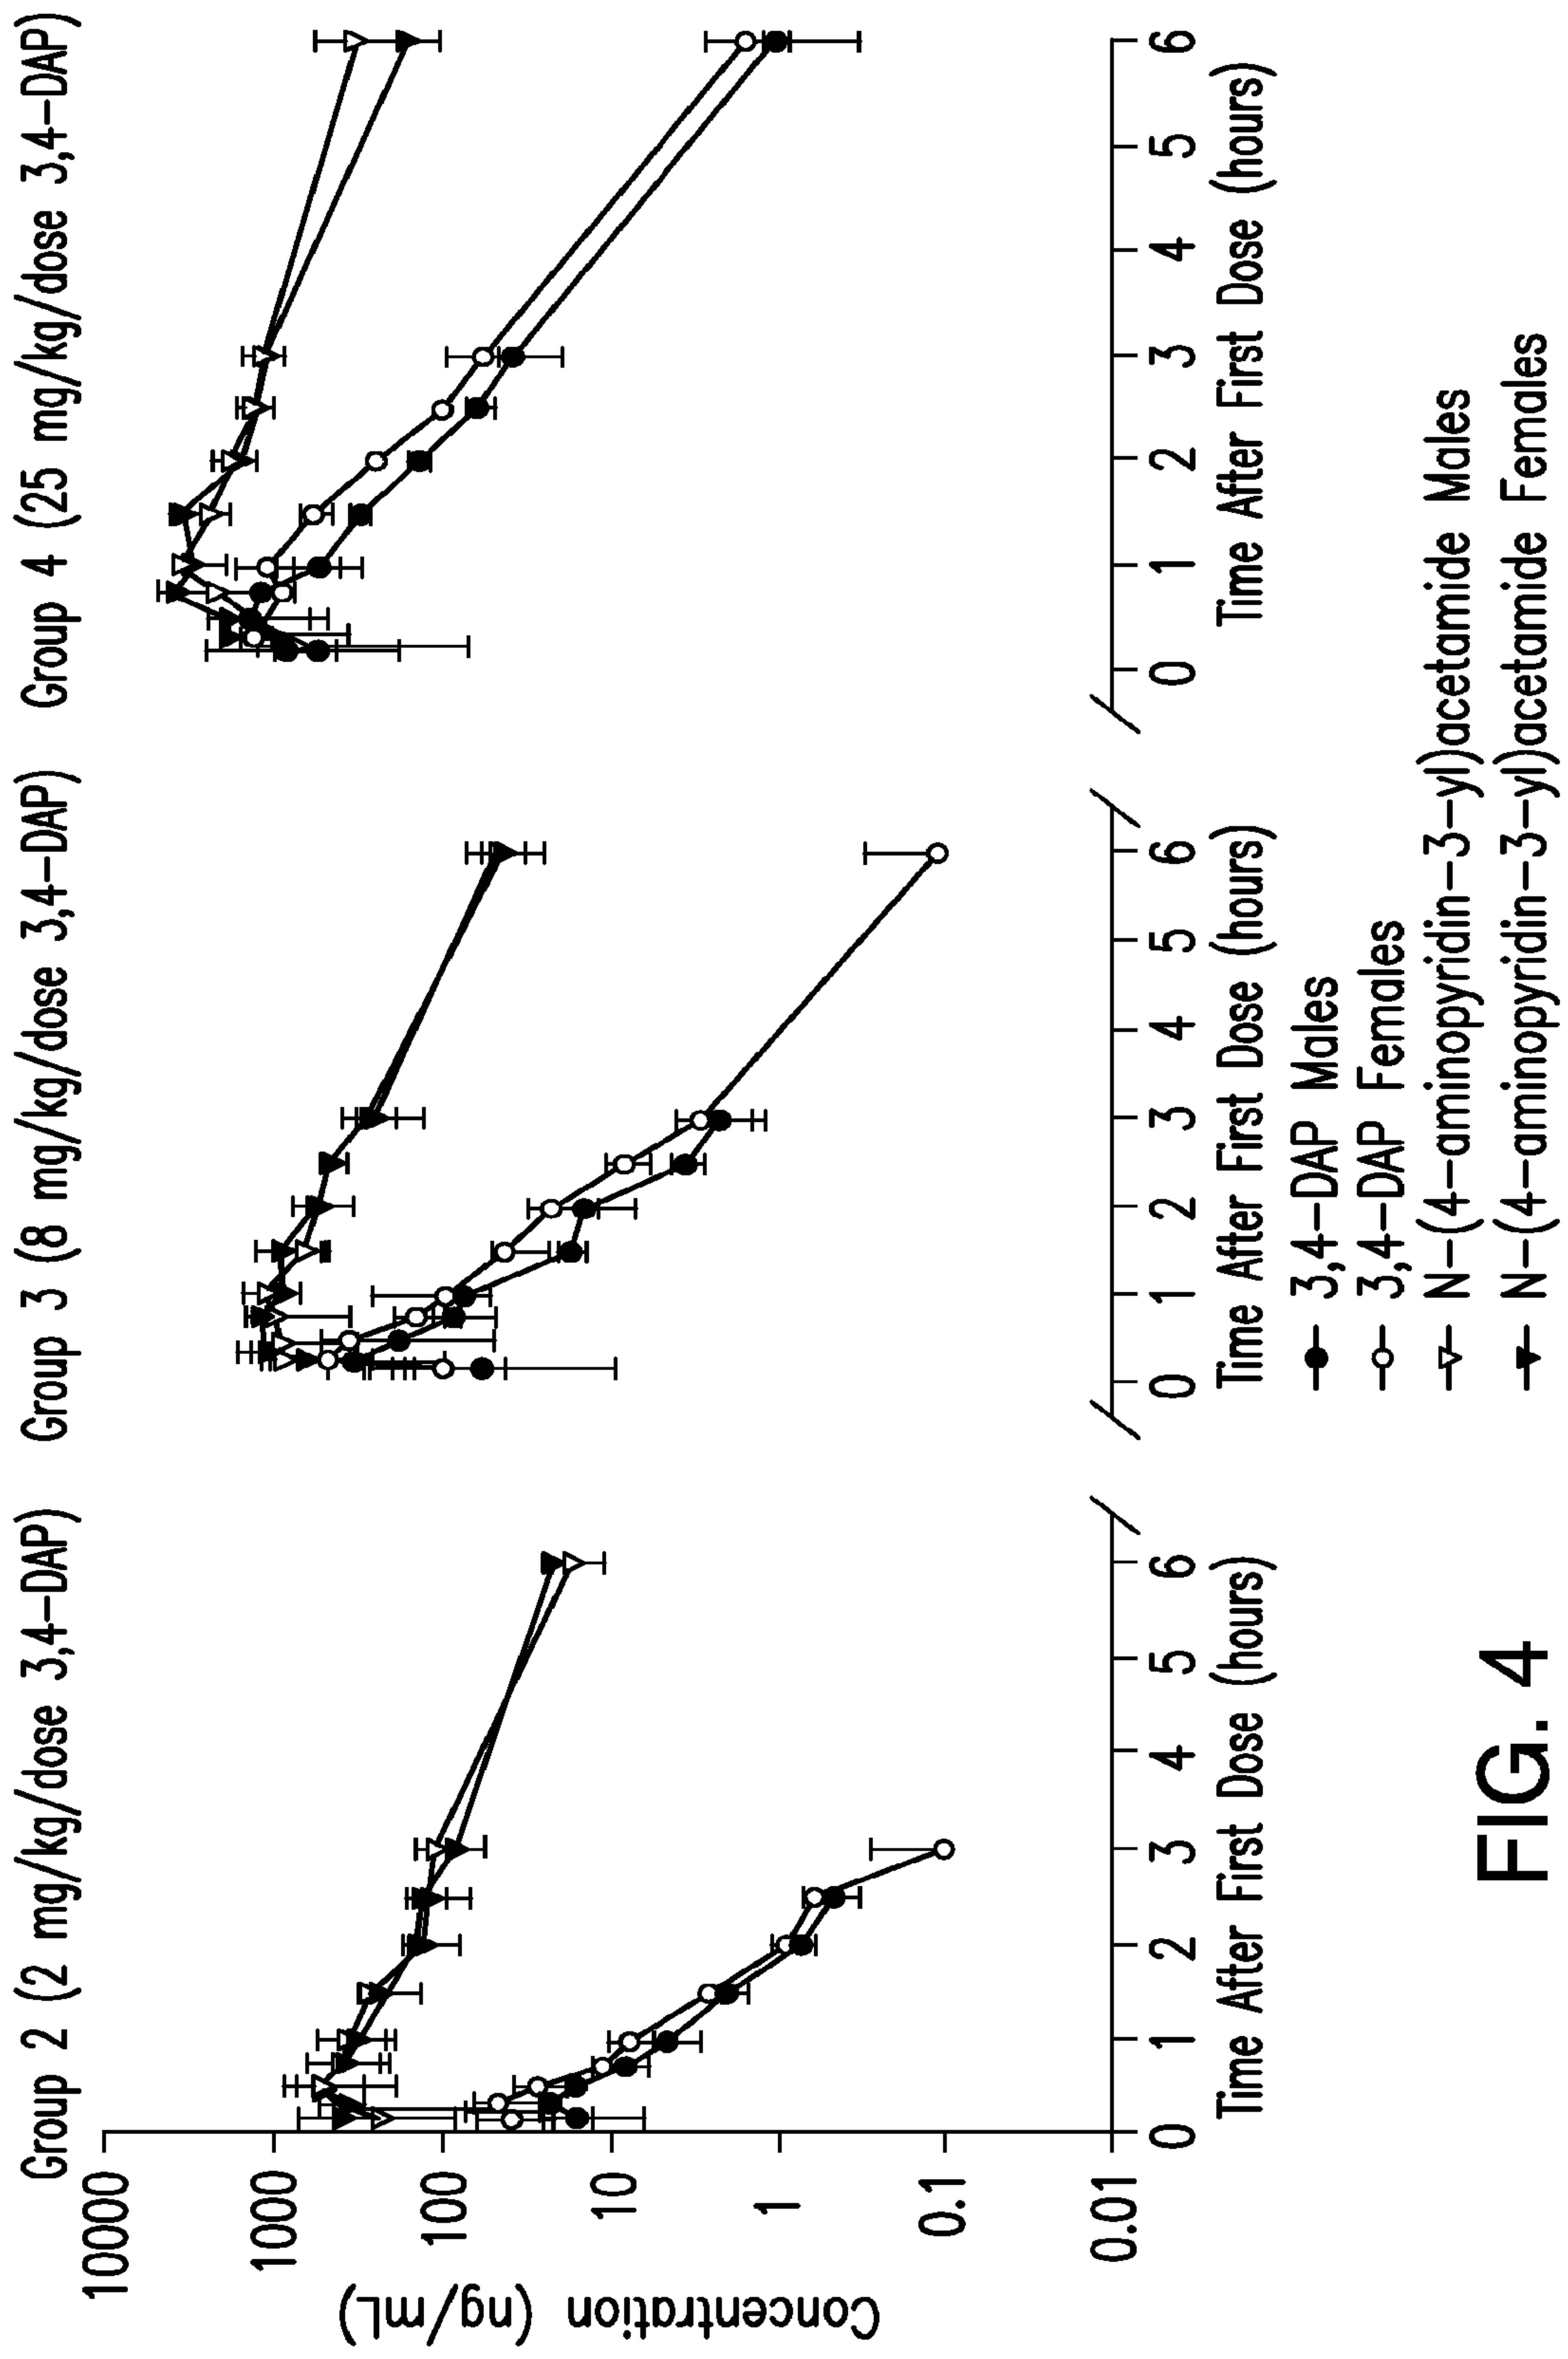 Group 2 (2 mg/kg/dose 3,4-DAP)
Group 3 (8 mg/kg/dose 3,4-DAP)
Group 4 (25 mg/kg/dose 3,4-DAP)
Concentration (ng/mL)
10000
1000
100
10
1
0.1
0.01
0 1 2 3 4 5 6
0 1 2 3 4 5 6
0 1 2 3 4 5 6
Time After First Dose (hours)
Time After First Dose (hours)
Time After First Dose (hours)
3,4-DAP Males
3,4-DAP Females
N-(4-aminopyridin-3-yl)acetamide Males
N-(4-aminopyridin-3-yl)acetamide Females
FIG. 4